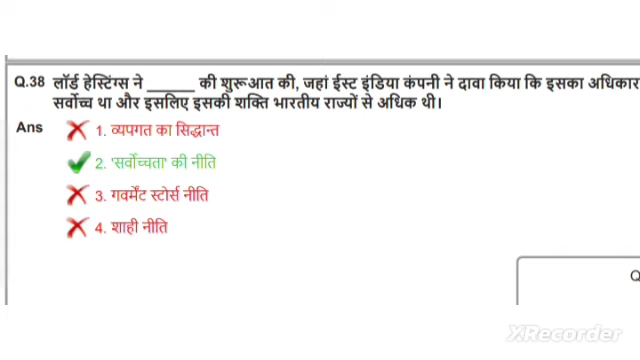 Q.38 लॉर्ड हेस्टिंग्स ने ______ की शुरूआत की, जहां ईस्ट इंडिया कंपनी ने दावा किया कि इसका अधिकार
सर्वोच्च था और इसलिए इसकी शक्ति भारतीय राज्यों से अधिक थी।
Ans 1. व्यपगत का सिद्धान्त
2. 'सर्वोच्चता' की नीति
3. गवर्मेंट स्टोर्स नीति
4. शाही नीति
Q
XRecorder